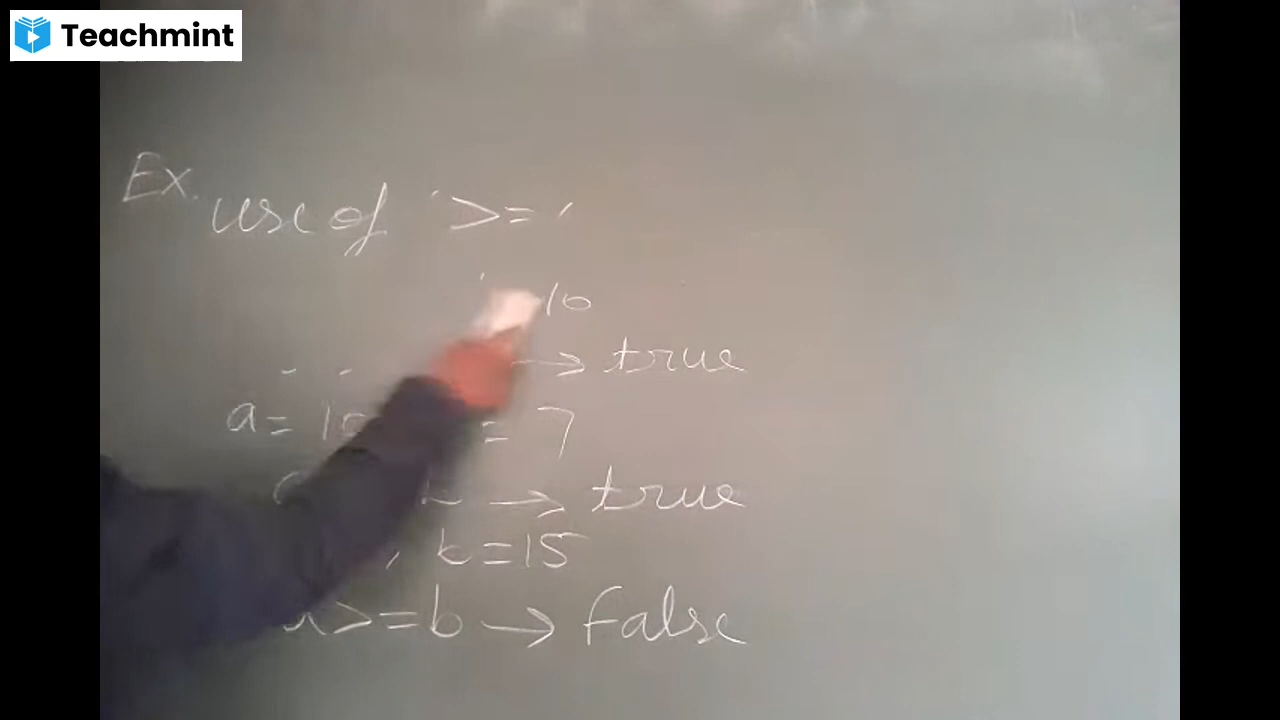 Teachmint
Ex. use of '>='
10
→ true
a = 10 = 7
→ true
, b = 15
>=b → False